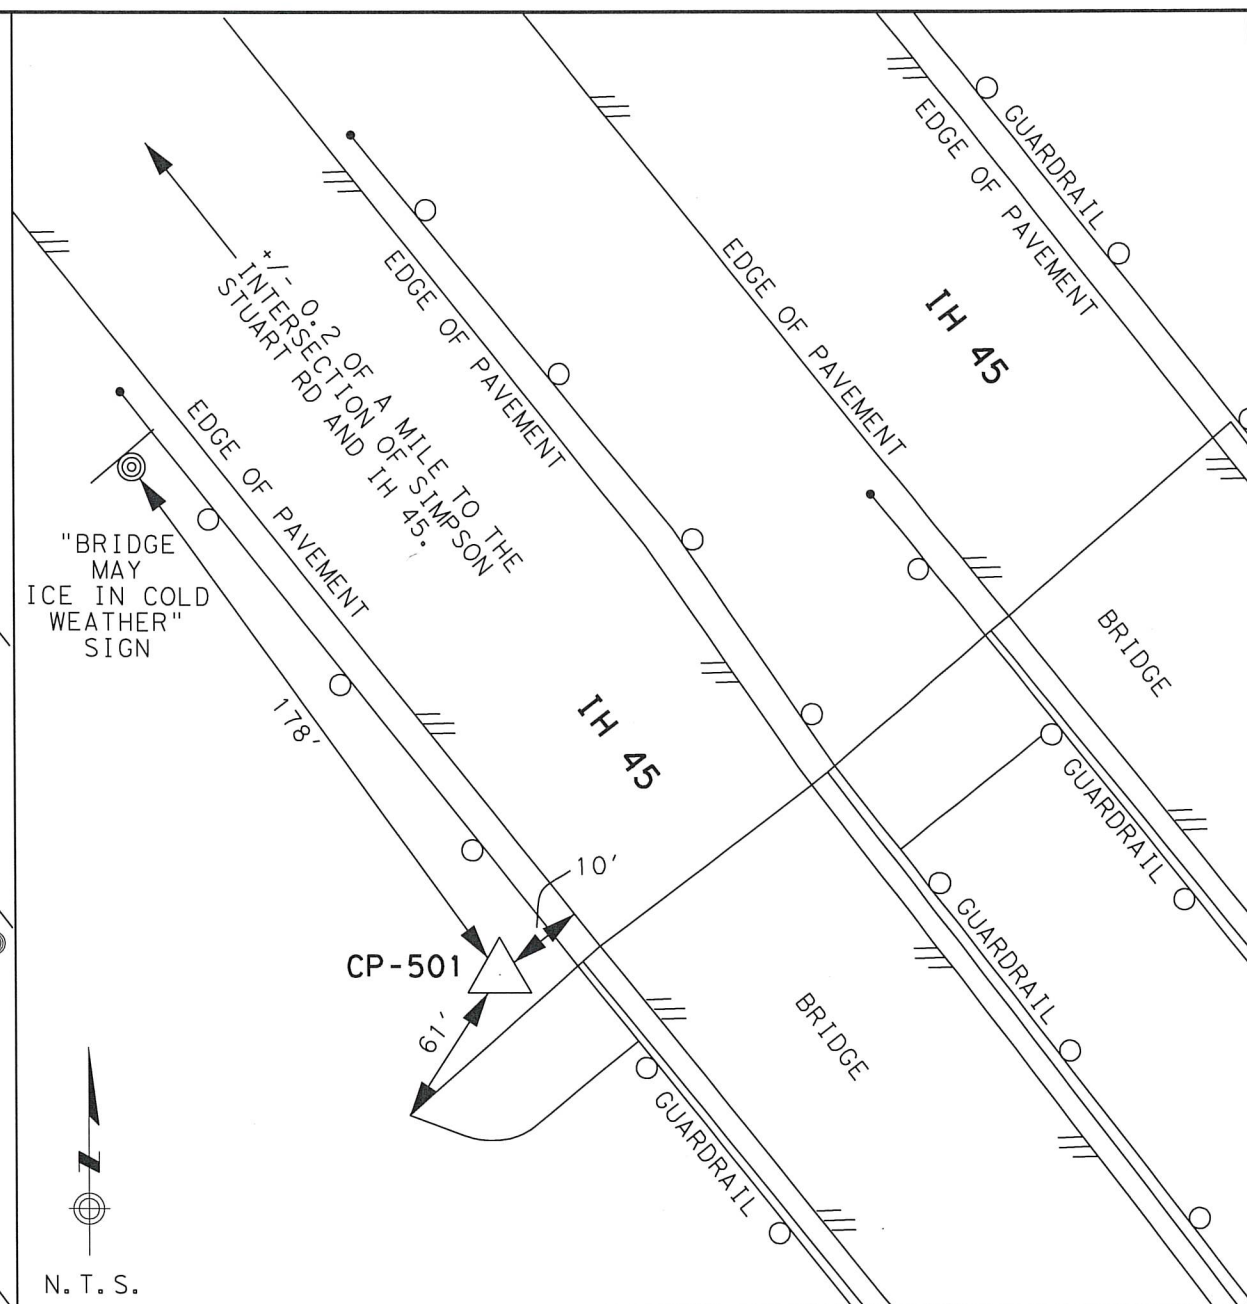 GUARDRAIL
EDGE OF PAVEMENT
IH 45
EDGE OF PAVEMENT
EDGE OF PAVEMENT
+/- 0.2 OF A MILE TO THE
INTERSECTION OF SIMPSON
STUART RD AND IH 45.
EDGE OF PAVEMENT
"BRIDGE
MAY
ICE IN COLD
WEATHER"
SIGN
178'
IH 45
BRIDGE
GUARDRAIL
10'
CP-501
61'
GUARDRAIL
BRIDGE
GUARDRAIL
N
N.T.S.